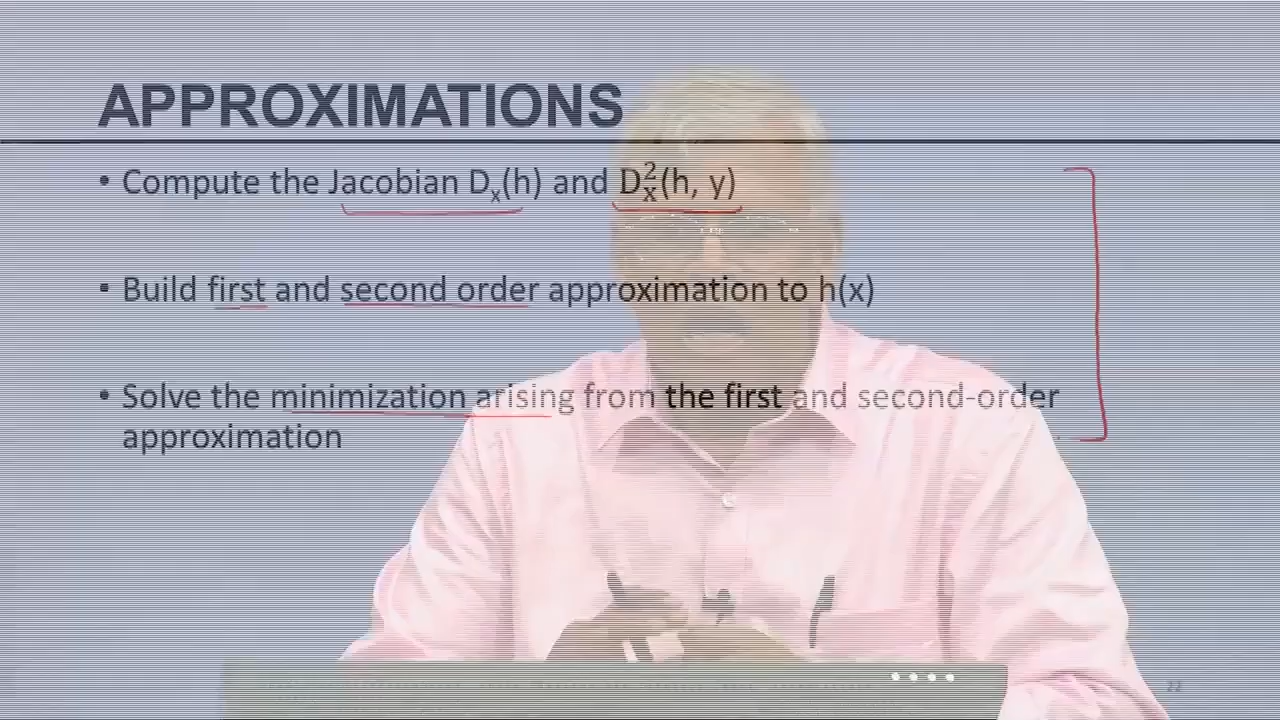 APPROXIMATIONS
• Compute the Jacobian Dₓ(h) and D²ₓ(h, y)
• Build first and second order approximation to h(x)
• Solve the minimization arising from the first and second-order
approximation
22